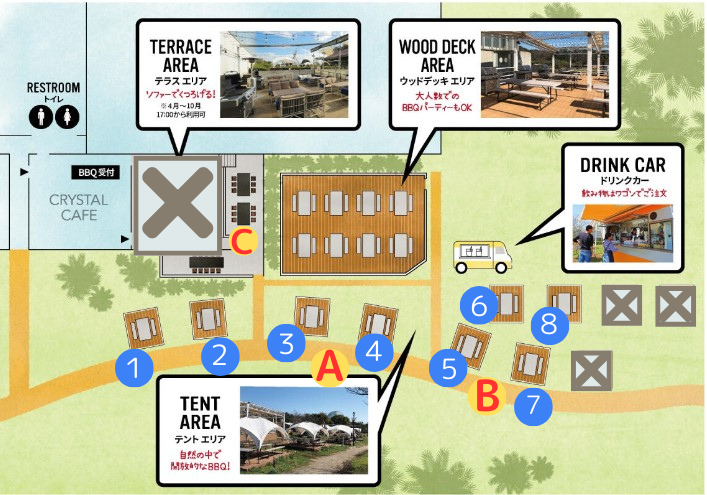 RESTROOM
トイレ
TERRACE
AREA
テラス エリア
ソファーでくつろげる!
※4月~10月
17:00から利用可
WOOD DECK
AREA
ウッドデッキ エリア
大人数での
BBQパーティーもOK
DRINK CAR
ドリンクカー
飲み物はワゴンでご注文
BBQ 受付
CRYSTAL
CAFE
C
1
2
3
4
5
6
7
8
A
B
TENT
AREA
テント エリア
自然の中で
開放的なBBQ!